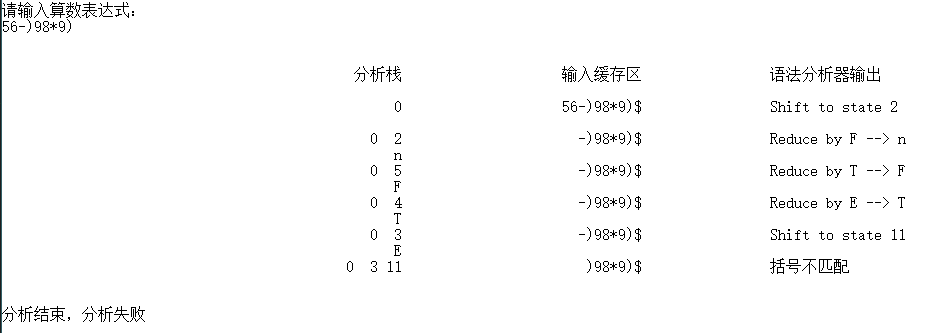 请输入算数表达式:
56-)98*9)
分析栈 输入缓存区 语法分析器输出
0 56-)98*9)$ Shift to state 2
0 2 -)98*9)$ Reduce by F --> n
n
0 5 -)98*9)$ Reduce by T --> F
F
0 4 -)98*9)$ Reduce by E --> T
T
0 3 -)98*9)$ Shift to state 11
E
0 3 11 )98*9)$ 括号不匹配
分析结束，分析失败